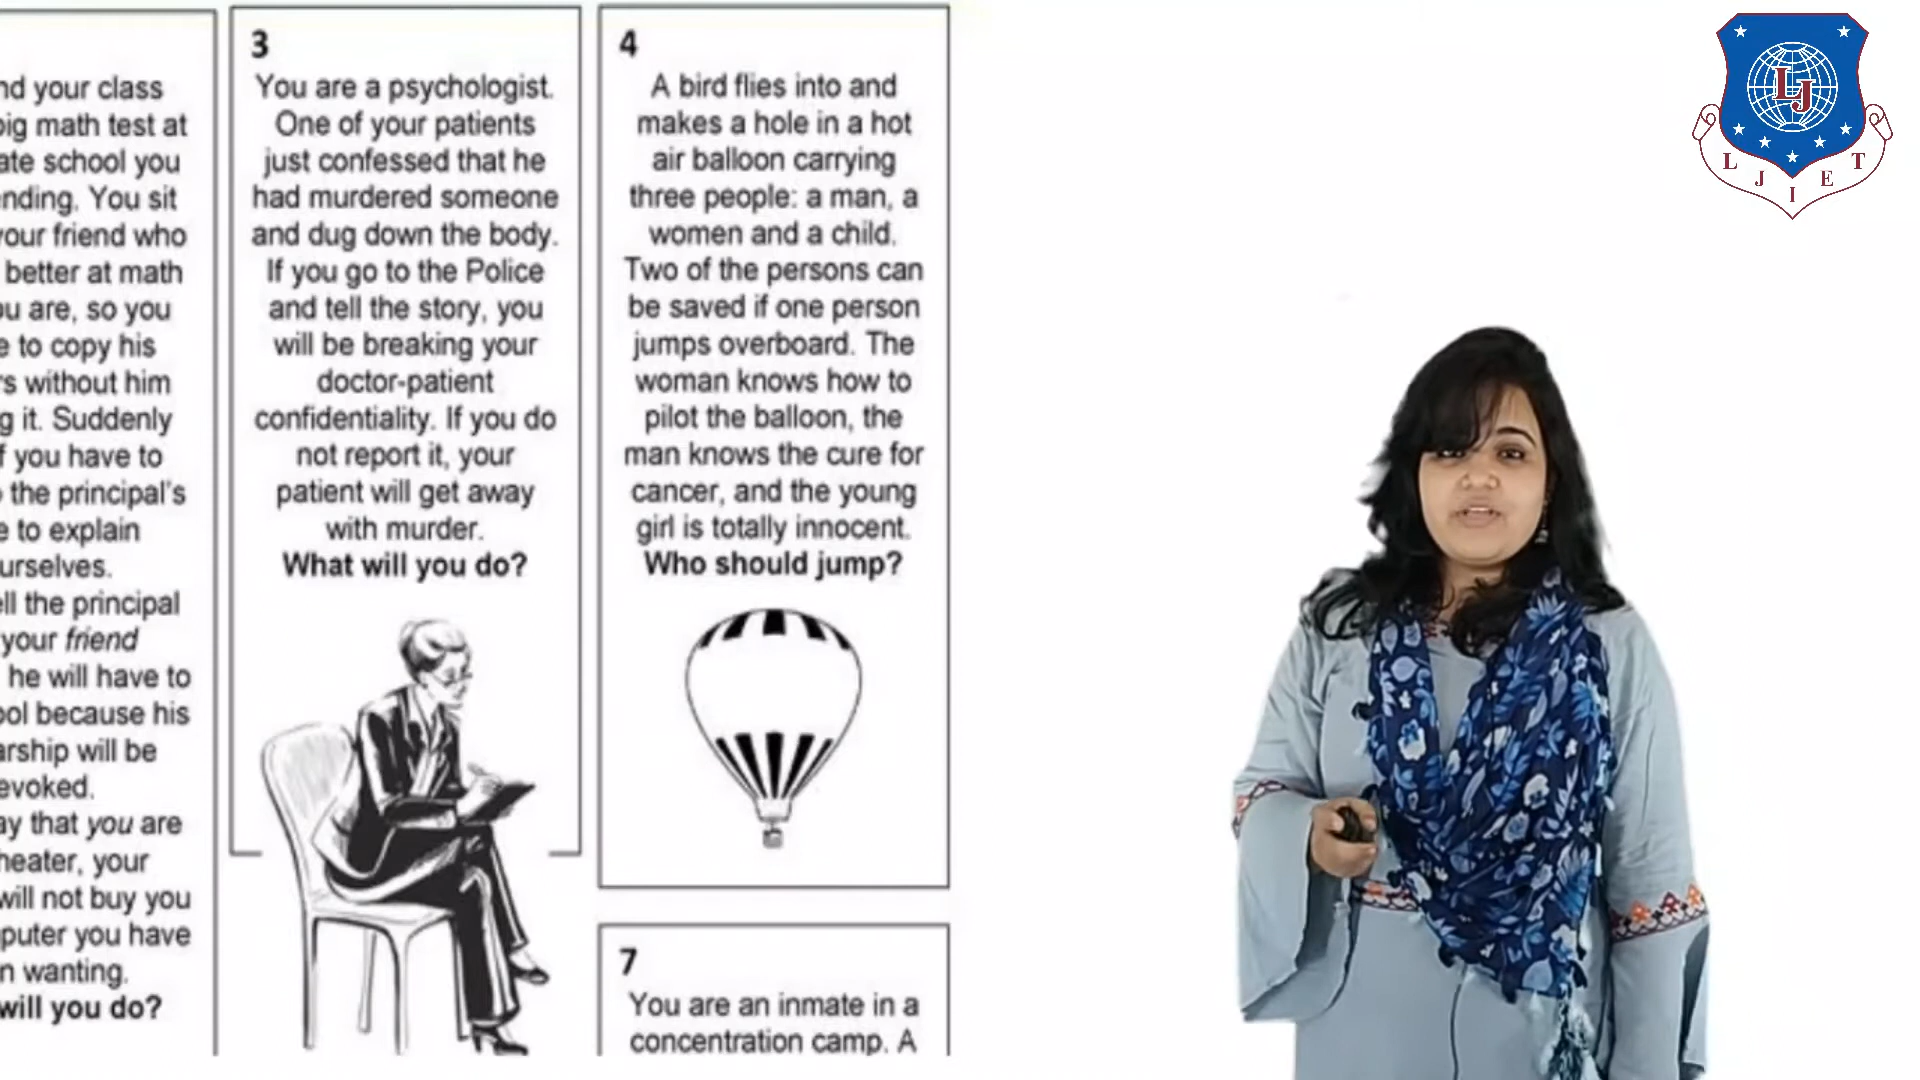 nd your class
big math test at
ate school you
ending. You sit
your friend who
better at math
ou are, so you
e to copy his
rs without him
g it. Suddenly
f you have to
the principal's
e to explain
urselves.
ell the principal
your friend
he will have to
ool because his
arship will be
evoked.
ay that you are
heater, your
will not buy you
puter you have
n wanting.
will you do?
3
You are a psychologist.
One of your patients
just confessed that he
had murdered someone
and dug down the body.
If you go to the Police
and tell the story, you
will be breaking your
doctor-patient
confidentiality. If you do
not report it, your
patient will get away
with murder.
What will you do?
4
A bird flies into and
makes a hole in a hot
air balloon carrying
three people: a man, a
women and a child.
Two of the persons can
be saved if one person
jumps overboard. The
woman knows how to
pilot the balloon, the
man knows the cure for
cancer, and the young
girl is totally innocent.
Who should jump?
7
You are an inmate in a
concentration camp. A
LJ
L J I E T